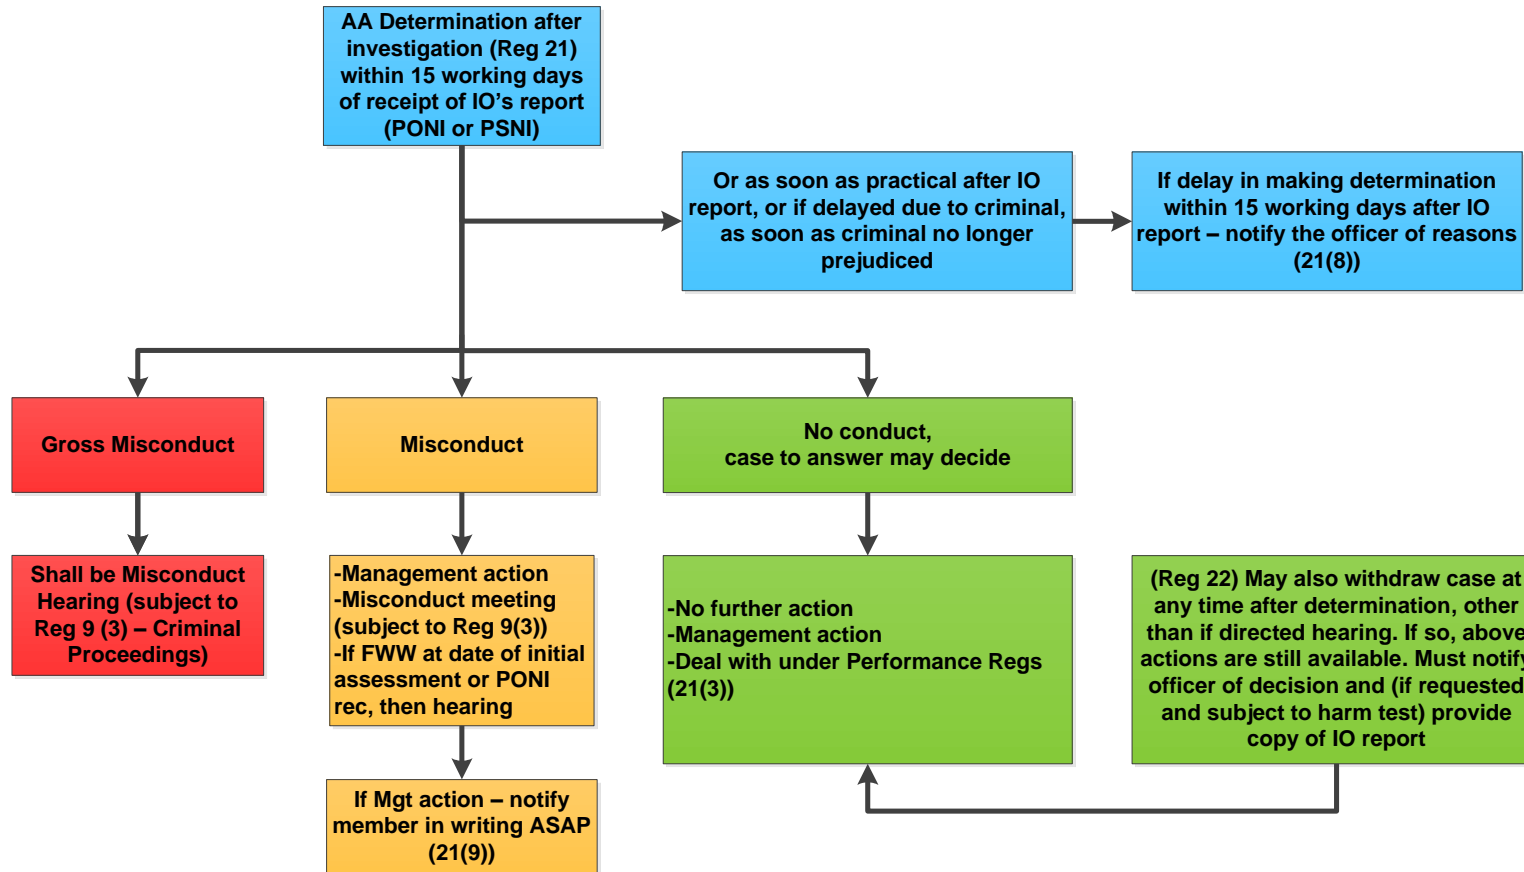 AA Determination after
investigation (Reg 21)
within 15 working days
of receipt of IO's report
(PONI or PSNI)
Or as soon as practical after IO
report, or if delayed due to criminal,
as soon as criminal no longer
prejudiced
If delay in making determination
within 15 working days after IO
report – notify the officer of reasons
(21(8))
Gross Misconduct
Misconduct
No conduct,
case to answer may decide
Shall be Misconduct
Hearing (subject to
Reg 9 (3) – Criminal
Proceedings)
-Management action
-Misconduct meeting
(subject to Reg 9(3))
-If FWW at date of initial
assessment or PONI
rec, then hearing
-No further action
-Management action
-Deal with under Performance Regs
(21(3))
(Reg 22) May also withdraw case at
any time after determination, other
than if directed hearing. If so, above
actions are still available. Must notify
officer of decision and (if requested
and subject to harm test) provide
copy of IO report
If Mgt action – notify
member in writing ASAP
(21(9))